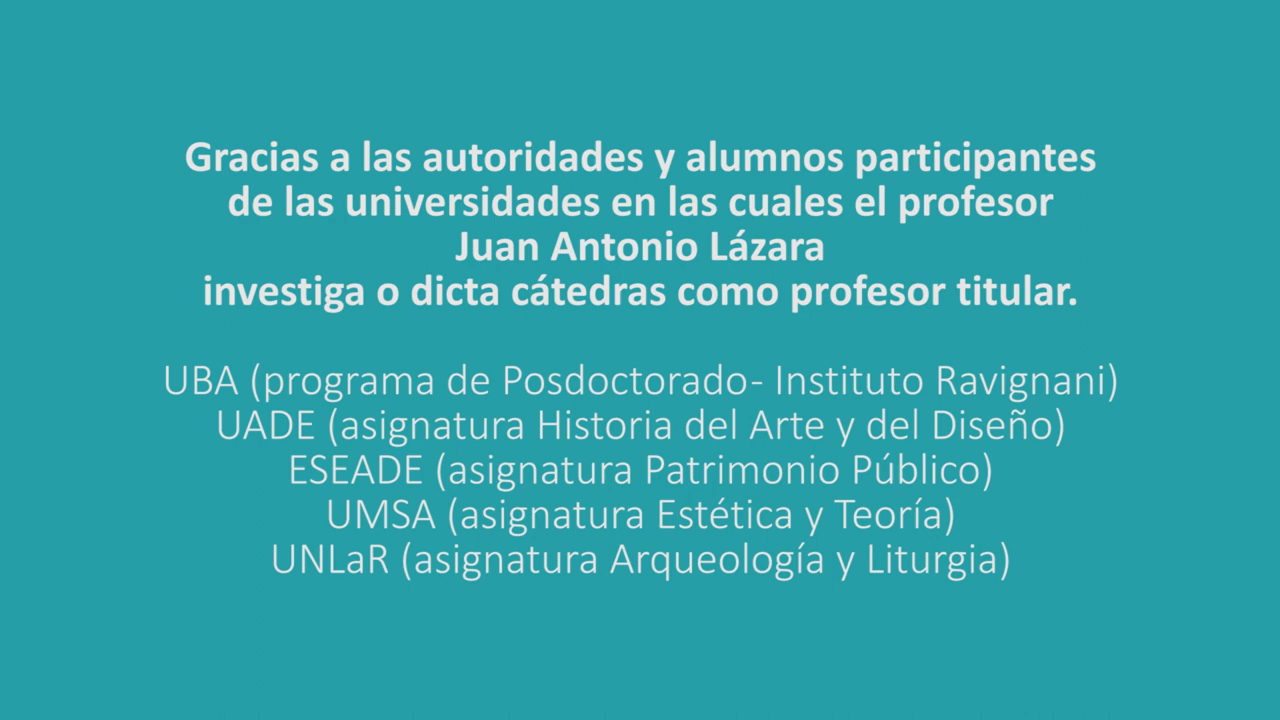 Gracias a las autoridades y alumnos participantes
de las universidades en las cuales el profesor
Juan Antonio Lázara
investiga o dicta cátedras como profesor titular.
UBA (programa de Posdoctorado- Instituto Ravignani)
UADE (asignatura Historia del Arte y del Diseño)
ESEADE (asignatura Patrimonio Público)
UMSA (asignatura Estética y Teoría)
UNLaR (asignatura Arqueología y Liturgia)